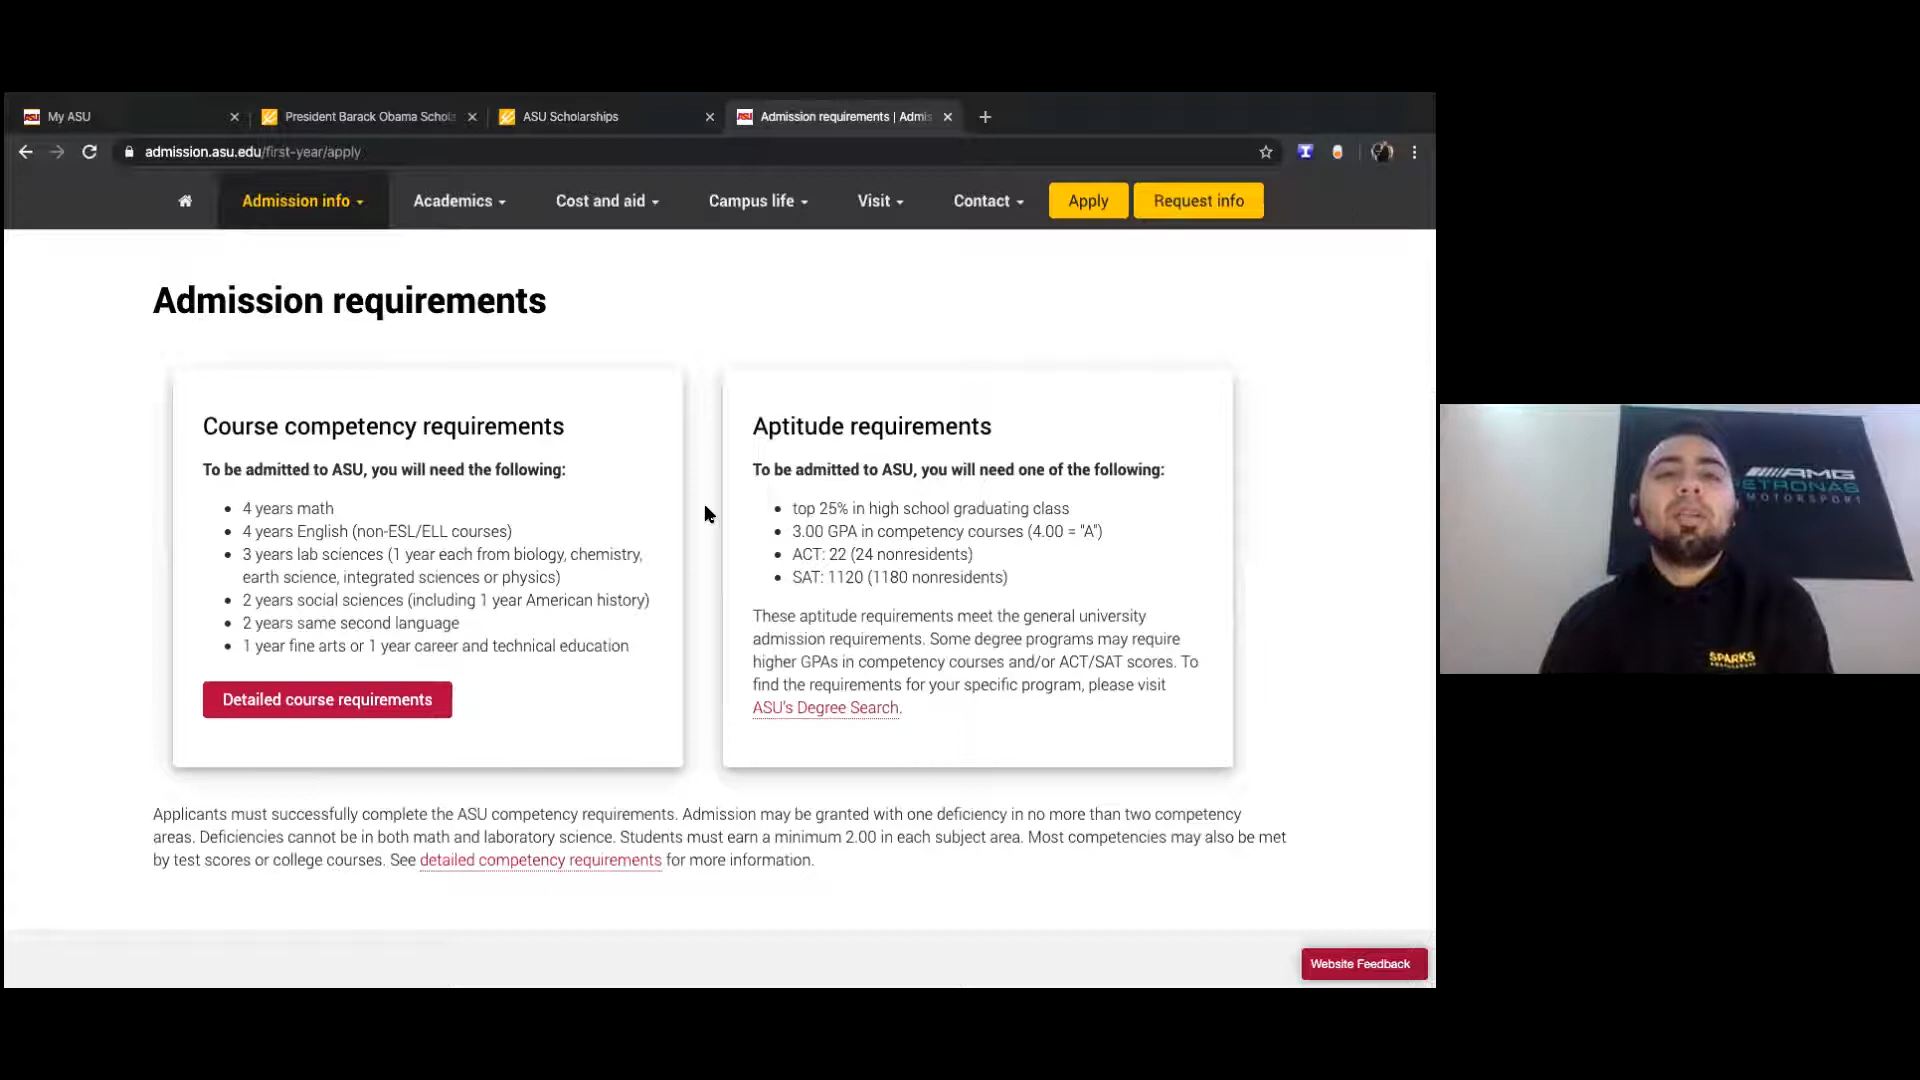 My ASU
President Barack Obama Schol
ASU Scholarships
Admission requirements | Admis
admission.asu.edu/first-year/apply
Admission info
Academics
Cost and aid
Campus life
Visit
Contact
Apply
Request info
Admission requirements
Course competency requirements
To be admitted to ASU, you will need the following:
• 4 years math
• 4 years English (non-ESL/ELL courses)
• 3 years lab sciences (1 year each from biology, chemistry,
earth science, integrated sciences or physics)
• 2 years social sciences (including 1 year American history)
• 2 years same second language
• 1 year fine arts or 1 year career and technical education
Detailed course requirements
Aptitude requirements
To be admitted to ASU, you will need one of the following:
• top 25% in high school graduating class
• 3.00 GPA in competency courses (4.00 = "A")
• ACT: 22 (24 nonresidents)
• SAT: 1120 (1180 nonresidents)
These aptitude requirements meet the general university
admission requirements. Some degree programs may require
higher GPAs in competency courses and/or ACT/SAT scores. To
find the requirements for your specific program, please visit
ASU's Degree Search.
Applicants must successfully complete the ASU competency requirements. Admission may be granted with one deficiency in no more than two competency
areas. Deficiencies cannot be in both math and laboratory science. Students must earn a minimum 2.00 in each subject area. Most competencies may also be met
by test scores or college courses. See detailed competency requirements for more information.
Website Feedback
AMG
PETRONAS
MOTORSPORT
SPARKS